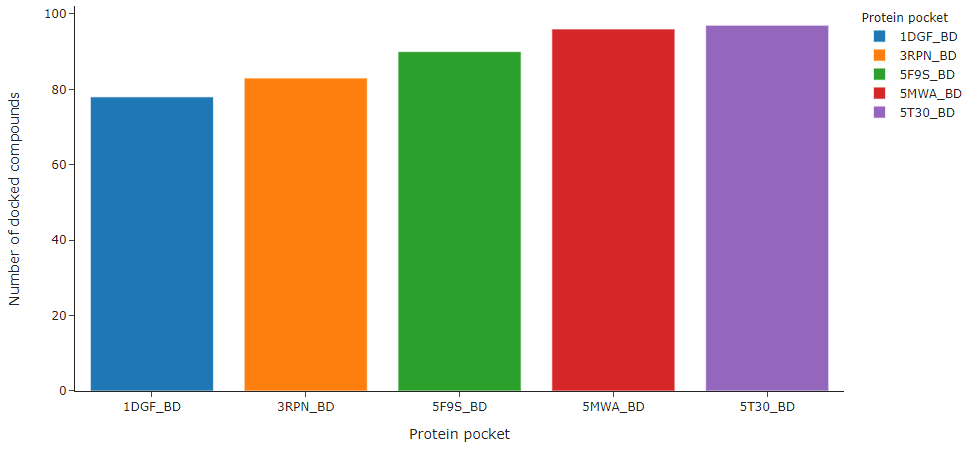 Number of docked compounds
100
80
60
40
20
0
1DGF_BD
3RPN_BD
5F9S_BD
5MWA_BD
5T30_BD
Protein pocket
Protein pocket
1DGF_BD
3RPN_BD
5F9S_BD
5MWA_BD
5T30_BD